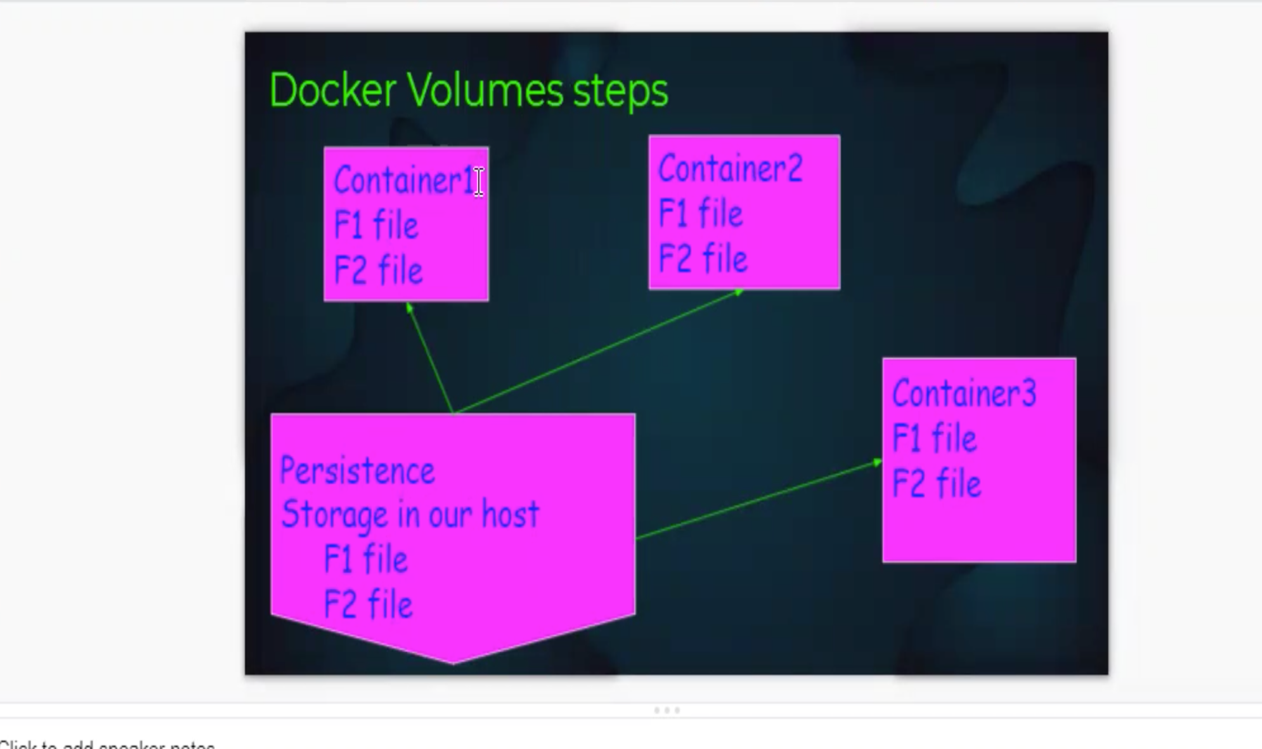 Docker Volumes steps
Container1
F1 file
F2 file
Container2
F1 file
F2 file
Container3
F1 file
F2 file
Persistence
Storage in our host
F1 file
F2 file
Click to add speaker notes